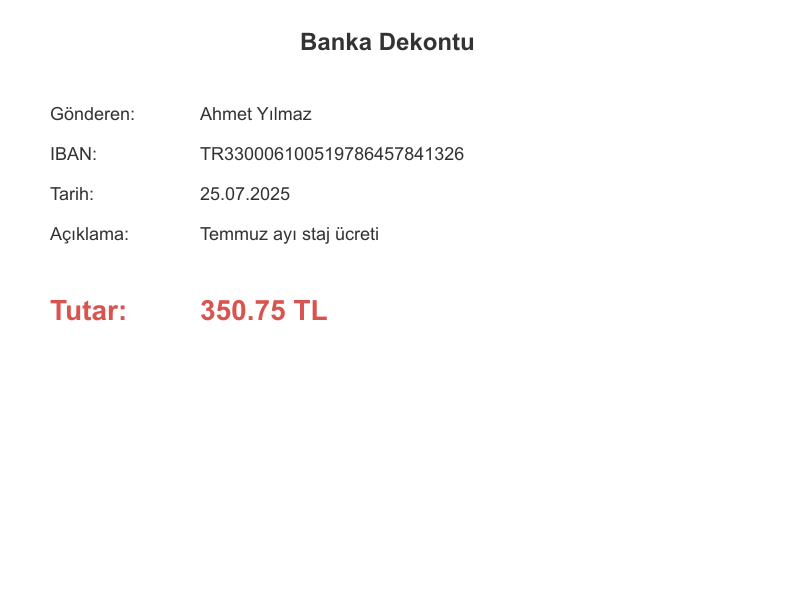 Banka Dekontu
Gönderen: Ahmet Yılmaz
IBAN: TR330006100519786457841326
Tarih: 25.07.2025
Açıklama: Temmuz ayı staj ücreti
Tutar: 350.75 TL